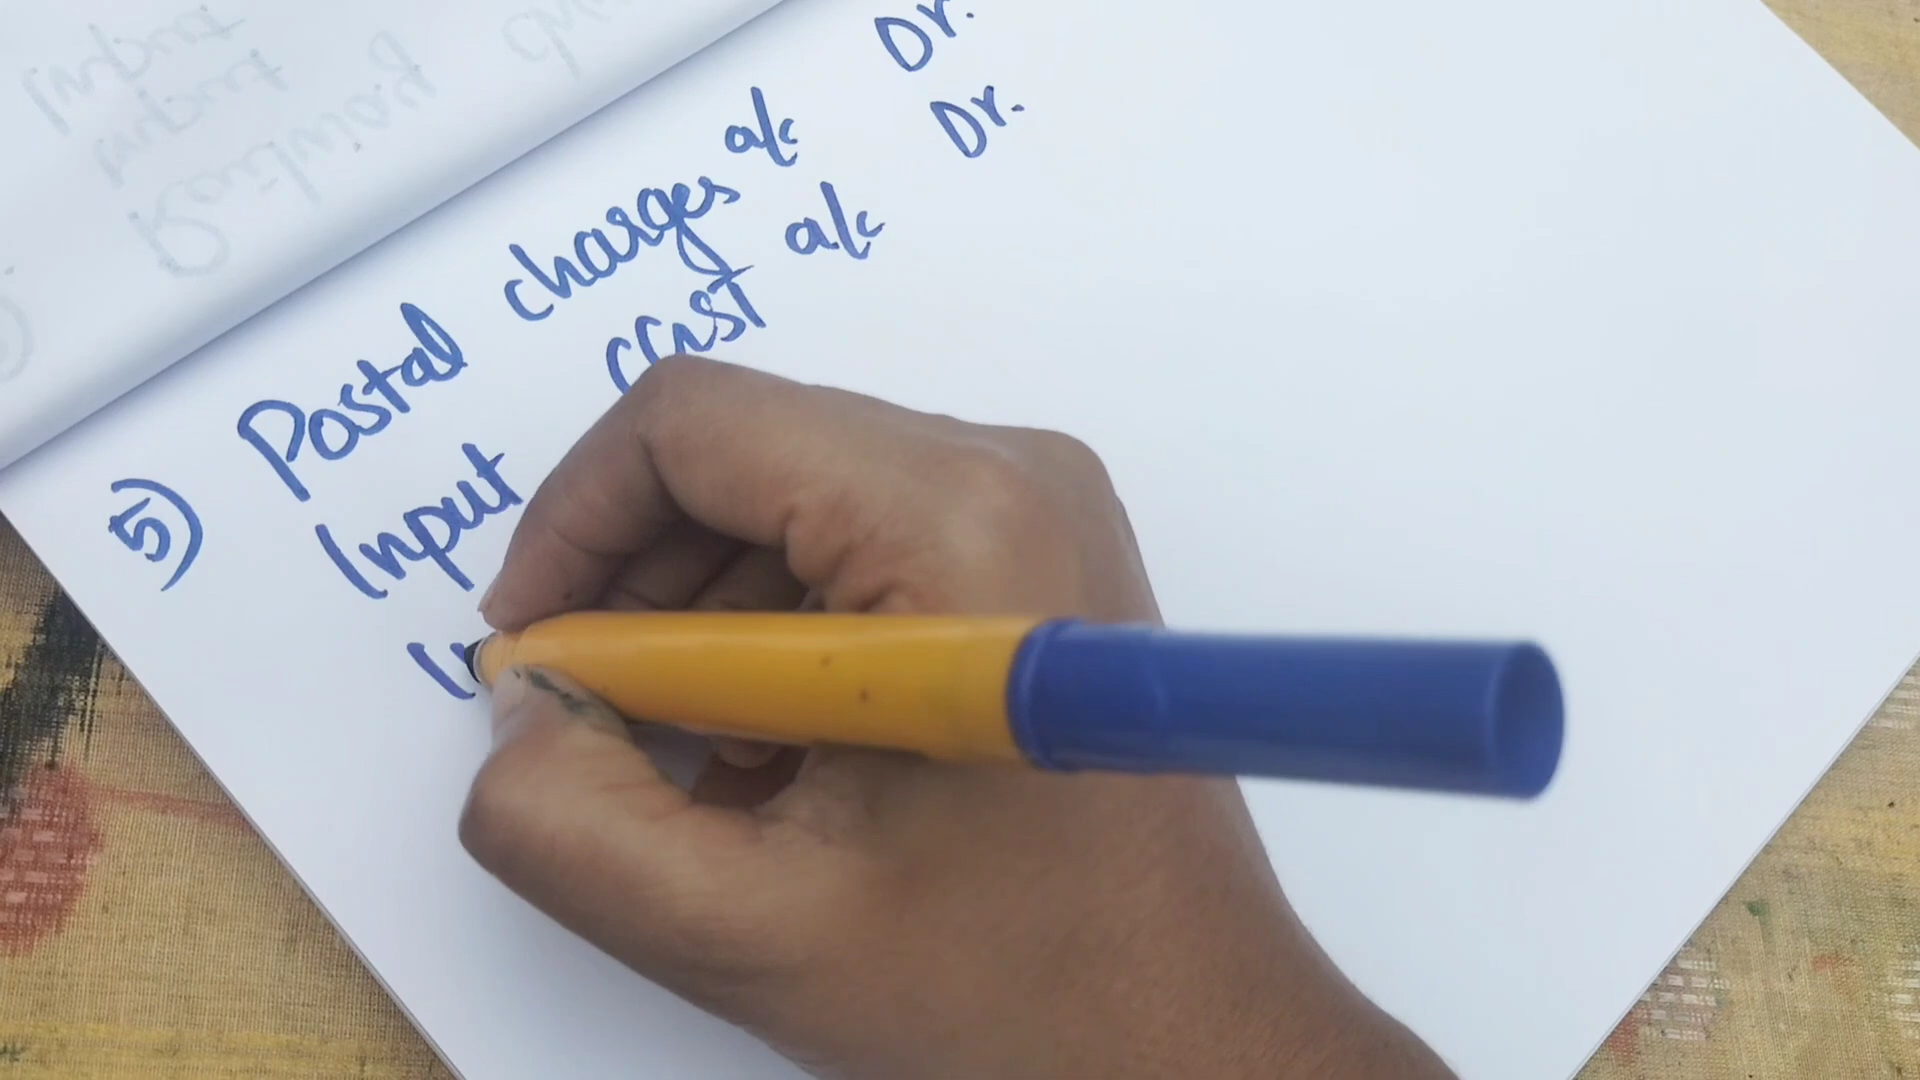 5) Postal charges a/c Dr.
Input CGST a/c Dr.